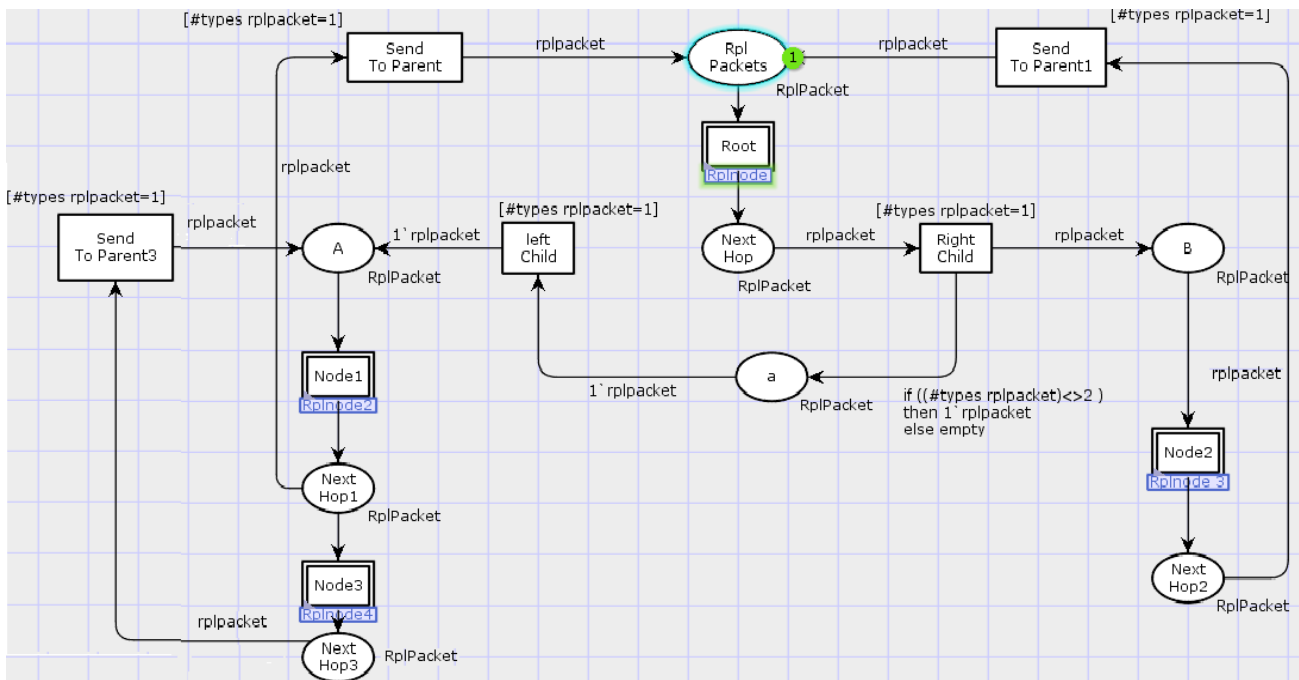 [#types rplpacket=1]
[#types rplpacket=1]
Send
To Parent
rplpacket
Rpl
Packets
1
rplpacket
Send
To Parent1
RplPacket
Root
Rplnode
rplpacket
[#types rplpacket=1]
[#types rplpacket=1]
[#types rplpacket=1]
Send
To Parent3
rplpacket
A
1`rplpacket
left
Child
Next
Hop
rplpacket
Right
Child
rplpacket
B
RplPacket
RplPacket
RplPacket
Node1
Rplnode2
1`rplpacket
a
RplPacket
if ((#types rplpacket)<>2 )
then 1`rplpacket
else empty
rplpacket
Node2
Rplnode 3
Next
Hop1
RplPacket
Node3
Rplnode4
Next
Hop2
RplPacket
rplpacket
Next
Hop3
RplPacket